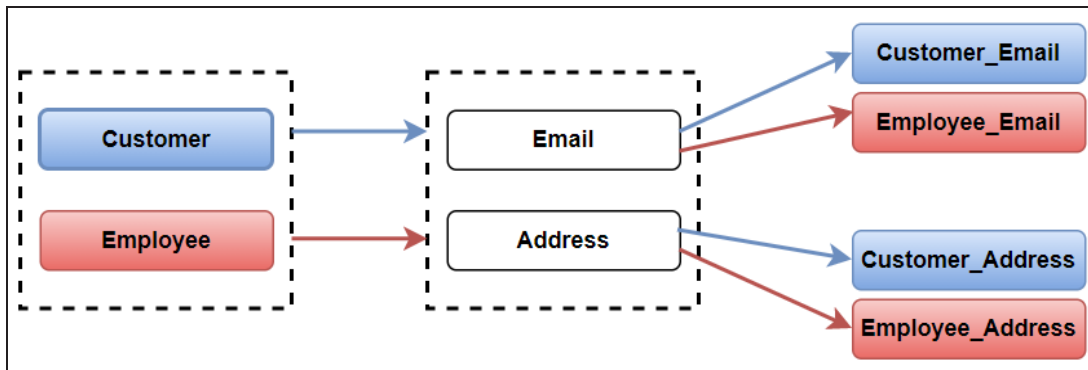 Customer
Employee
Email
Address
Customer_Email
Employee_Email
Customer_Address
Employee_Address